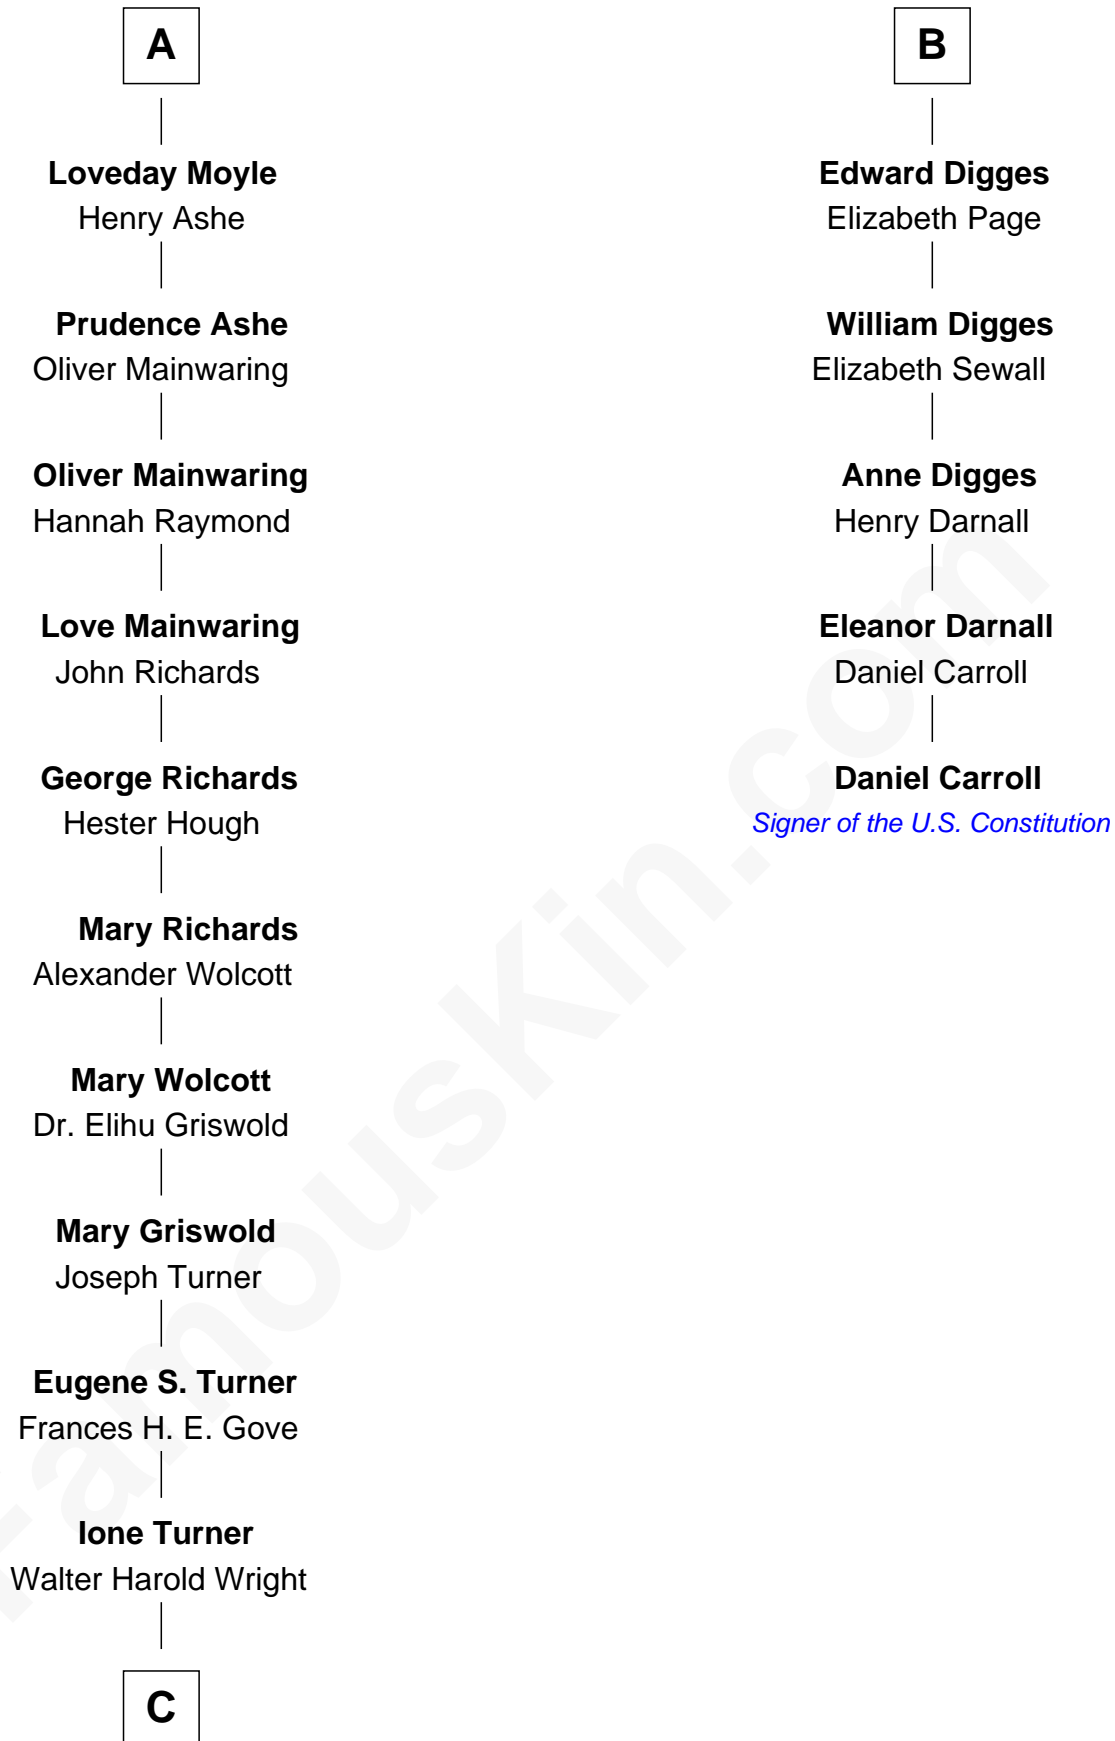 A
Loveday Moyle
Henry Ashe
Prudence Ashe
Oliver Mainwaring
Oliver Mainwaring
Hannah Raymond
Love Mainwaring
John Richards
George Richards
Hester Hough
Mary Richards
Alexander Wolcott
Mary Wolcott
Dr. Elihu Griswold
Mary Griswold
Joseph Turner
Eugene S. Turner
Frances H. E. Gove
Ione Turner
Walter Harold Wright
C
B
Edward Digges
Elizabeth Page
William Digges
Elizabeth Sewall
Anne Digges
Henry Darnall
Eleanor Darnall
Daniel Carroll
Daniel Carroll
Signer of the U.S. Constitution
FamousKin.com